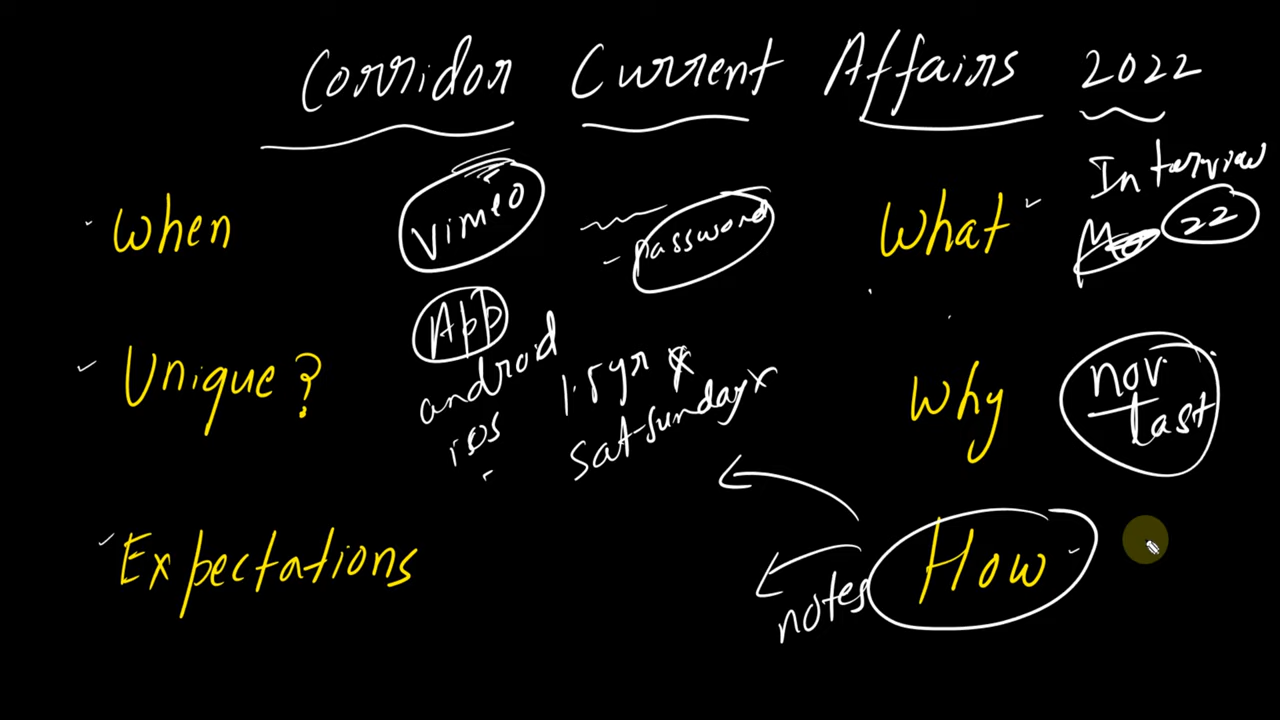 Corridor Current Affairs 2022
When
Vimeo
password
What
Interview
22
App
android
ios
Unique?
1.5yr x
Sat-Sunday x
Why
nov
last
Expectations
How
notes